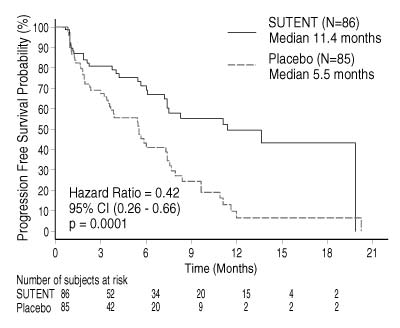 SUTENT (N=86)
Median 11.4 months
Placebo (N=85)
Median 5.5 months
Progression Free Survival Probability (%)
100
90
80
70
60
50
40
30
20
10
0
Hazard Ratio = 0.42
95% CI (0.26 - 0.66)
p = 0.0001
0 3 6 9 12 15 18 21
Time (Months)
Number of subjects at risk
SUTENT 86 52 34 20 15 4 2
Placebo 85 42 20 9 2 2 2